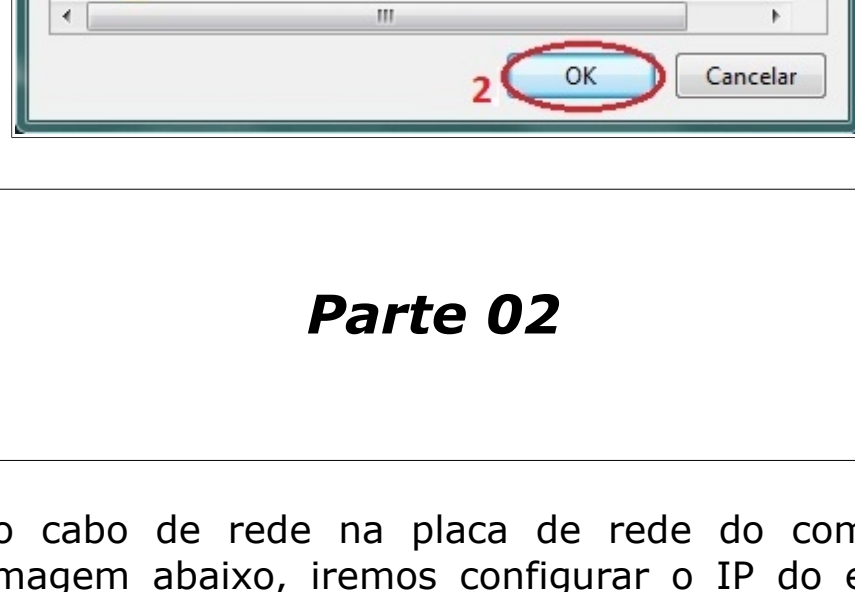 2 OK Cancelar
Parte 02
cabo de rede na placa de rede do
abaixo, iremos configurar o IP do